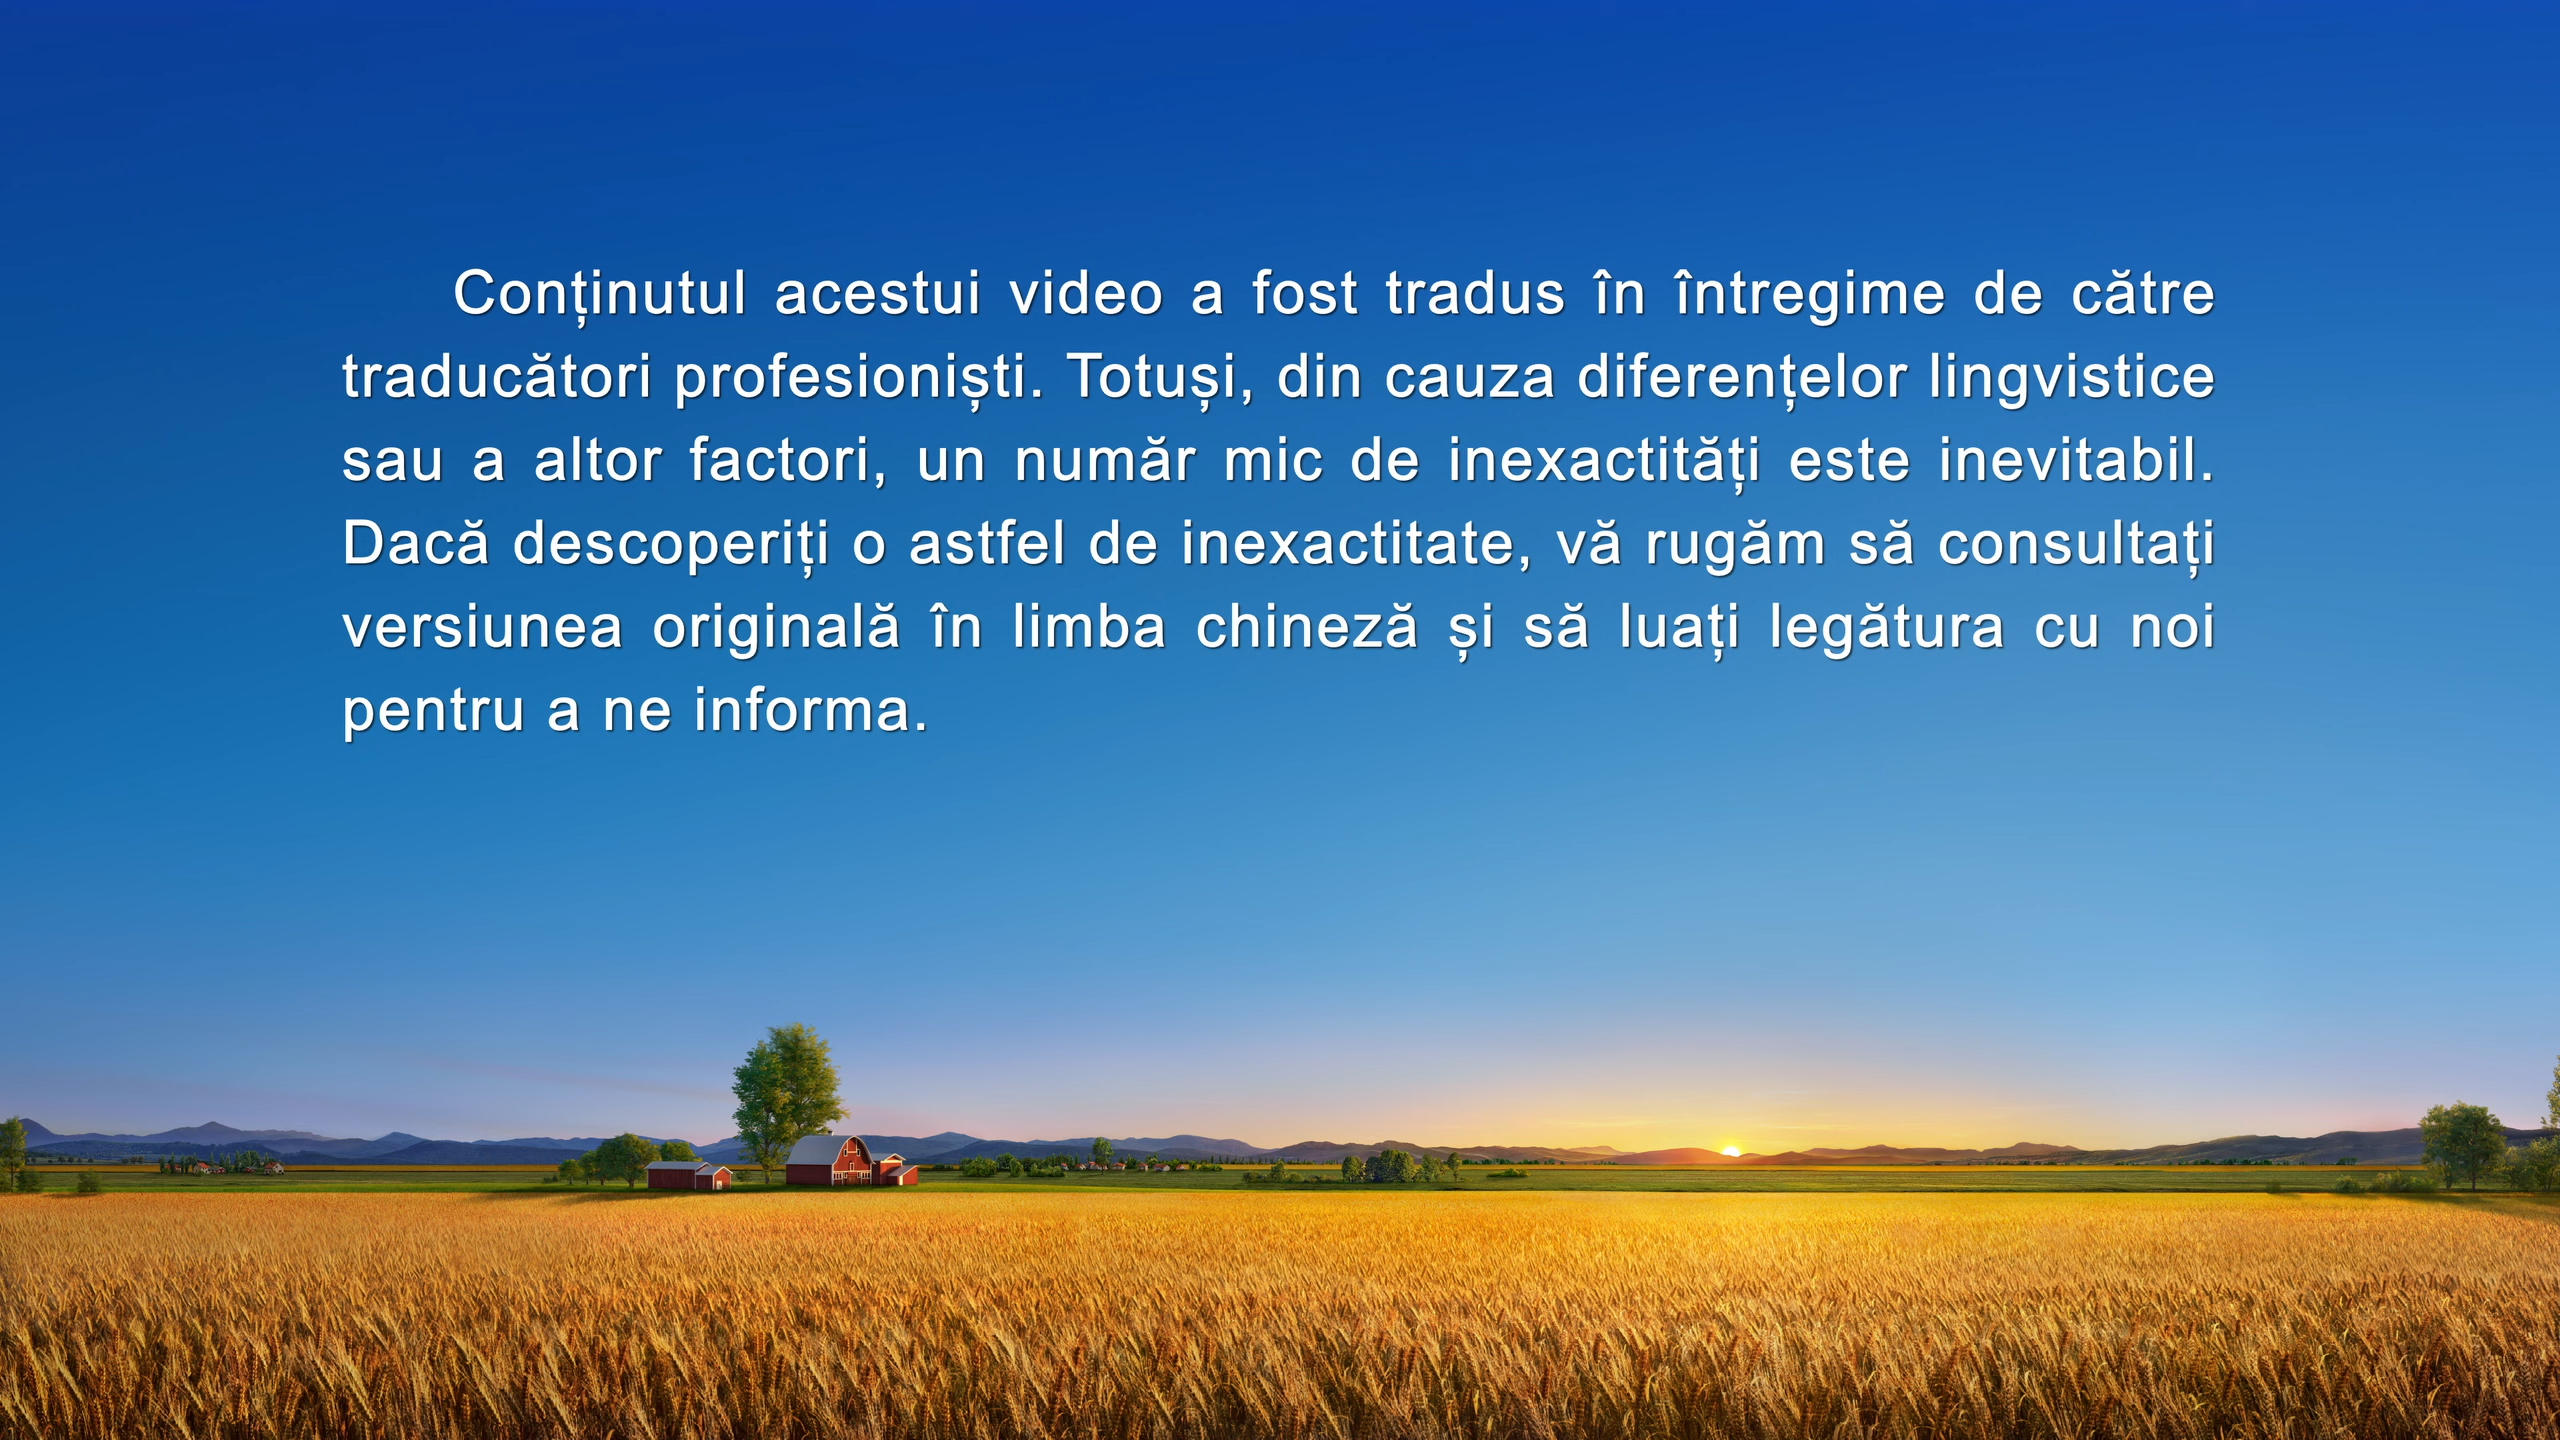 Conținutul acestui video a fost tradus în întregime de către
traducători profesioniști. Totuși, din cauza diferențelor lingvistice
sau a altor factori, un număr mic de inexactități este inevitabil.
Dacă descoperiți o astfel de inexactitate, vă rugăm să consultați
versiunea originală în limba chineză și să luați legătura cu noi
pentru a ne informa.